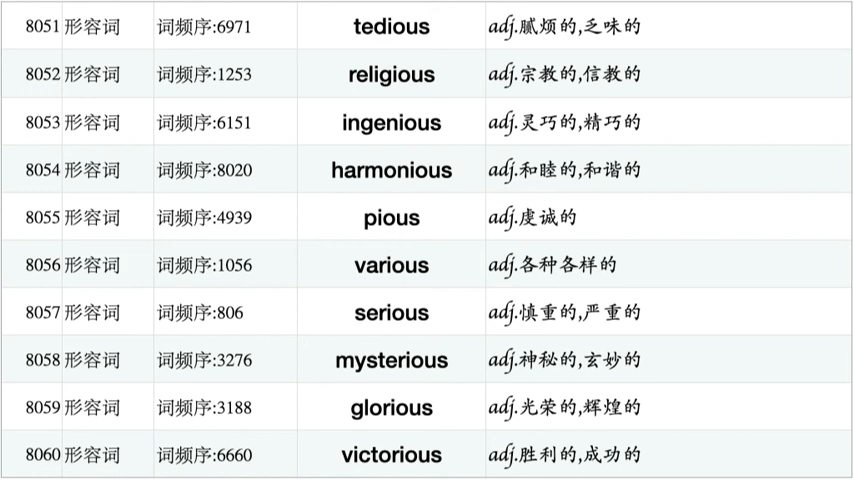 8051 形容词 词频序:6971 tedious adj.腻烦的,乏味的
8052 形容词 词频序:1253 religious adj.宗教的,信教的
8053 形容词 词频序:6151 ingenious adj.灵巧的,精巧的
8054 形容词 词频序:8020 harmonious adj.和睦的,和谐的
8055 形容词 词频序:4939 pious adj.虔诚的
8056 形容词 词频序:1056 various adj.各种各样的
8057 形容词 词频序:806 serious adj.慎重的,严重的
8058 形容词 词频序:3276 mysterious adj.神秘的,玄妙的
8059 形容词 词频序:3188 glorious adj.光荣的,辉煌的
8060 形容词 词频序:6660 victorious adj.胜利的,成功的